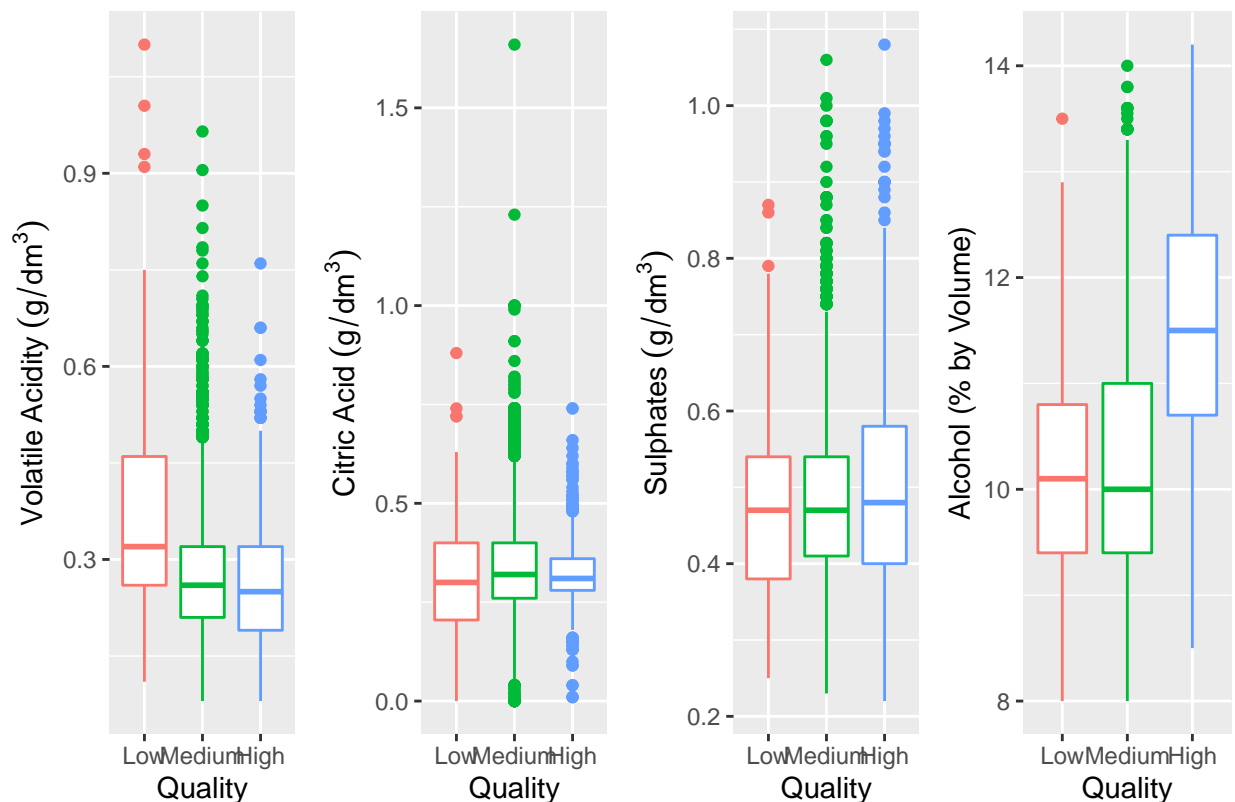 Volatile Acidity (g/dm³)
0.9
0.6
0.3
Low Medium High
Quality
Citric Acid (g/dm³)
1.5
1.0
0.5
0.0
Low Medium High
Quality
Sulphates (g/dm³)
1.0
0.8
0.6
0.4
0.2
Low Medium High
Quality
Alcohol (% by Volume)
14
12
10
8
Low Medium High
Quality